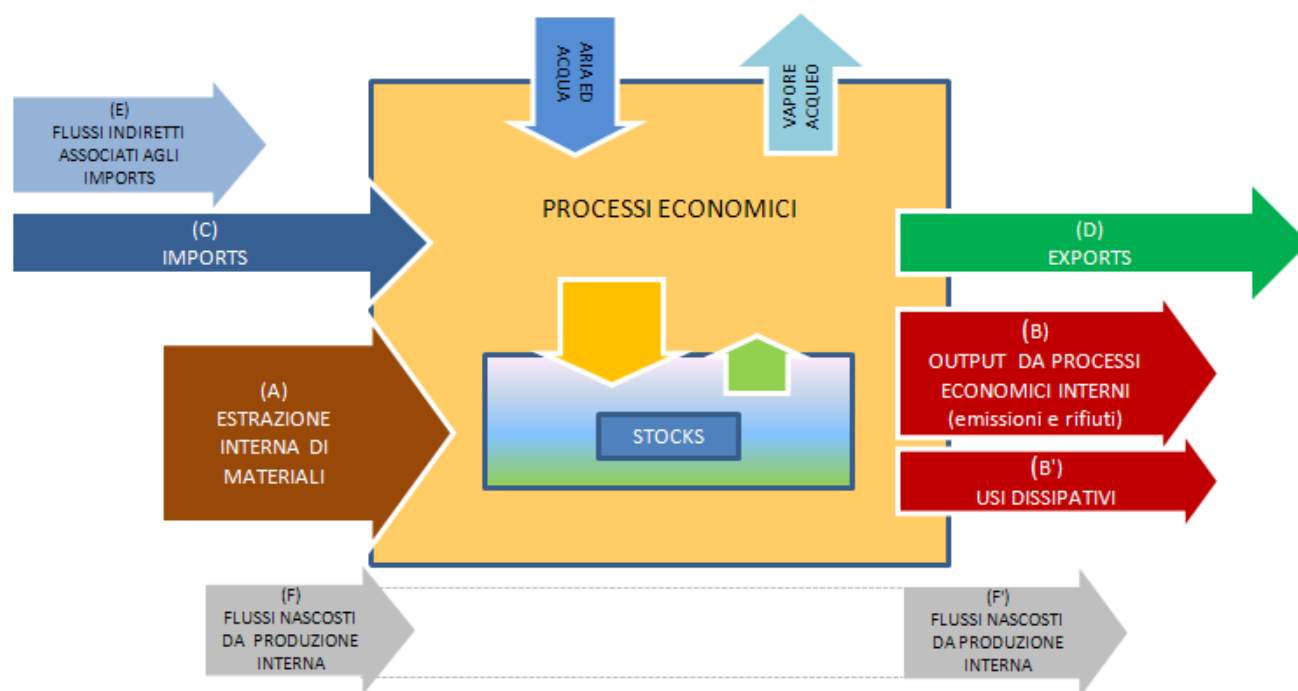 ARIA ED
ACQUA
VAPORE
ACQUEO
(E)
FLUSSI INDIRETTI
ASSOCIATI AGLI
IMPORTS
PROCESSI ECONOMICI
(C)
IMPORTS
(D)
EXPORTS
(A)
ESTRAZIONE
INTERNA DI
MATERIALI
STOCKS
(B)
OUTPUT DA PROCESSI
ECONOMICI INTERNI
(emissioni e rifiuti)
(B')
USI DISSIPATIVI
(F)
FLUSSI NASCOSTI
DA PRODUZIONE
INTERNA
(F')
FLUSSI NASCOSTI
DA PRODUZIONE
INTERNA